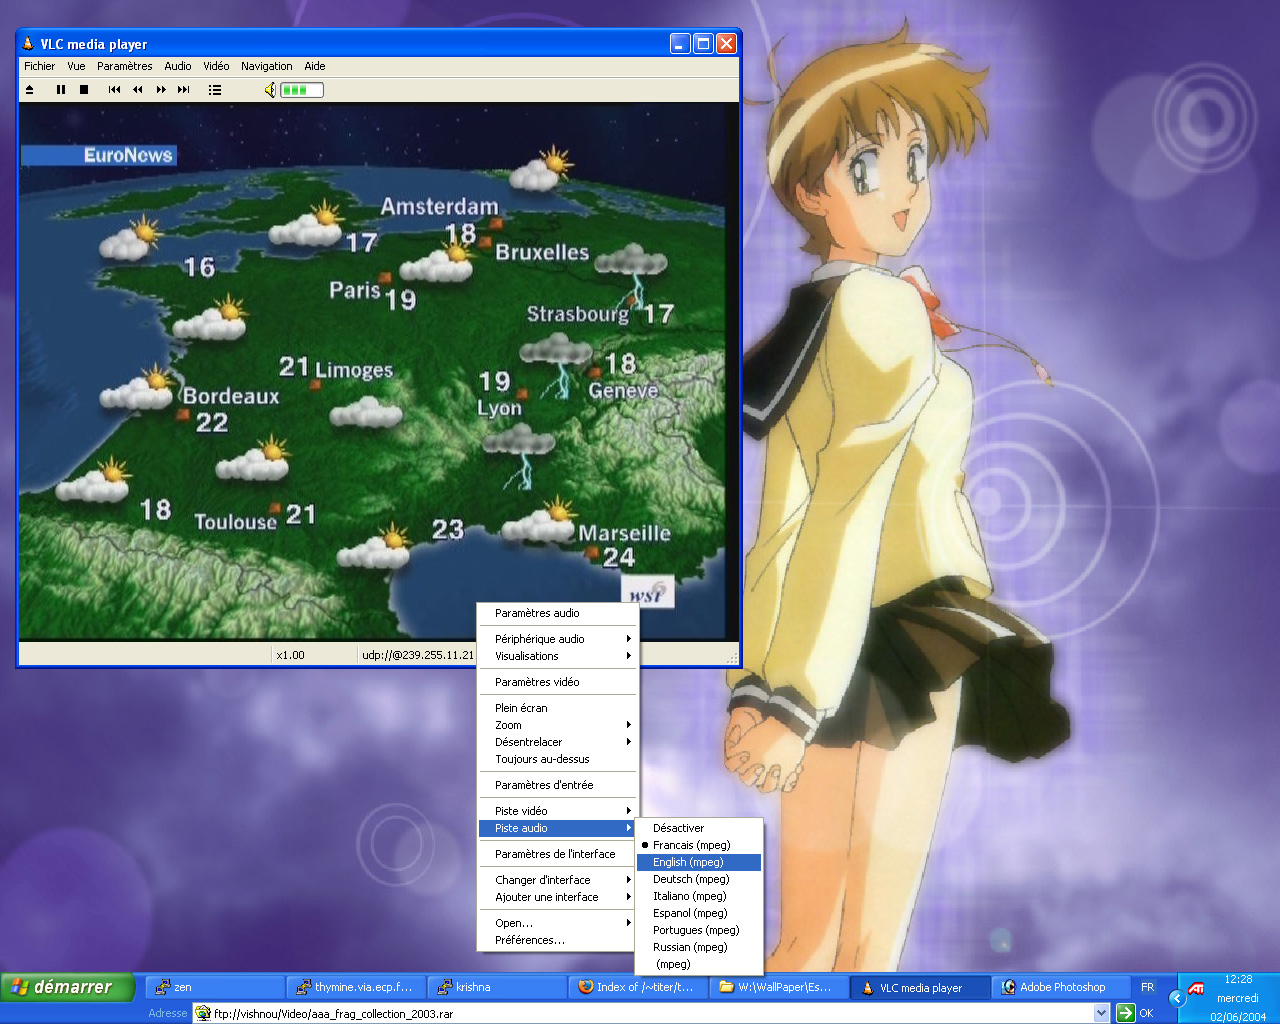 VLC media player
Fichier Vue Paramètres Audio Vidéo Navigation Aide
EuroNews
Amsterdam
18
17
Bruxelles
16
Paris
19
Strasbourg 17
21 Limoges
18
19
Geneve
Bordeaux
Lyon
22
18
Toulouse 21
23
Marseille
24
wsi
x1.00
udp://@239.255.11.21
Paramètres audio
Périphérique audio
Visualisations
Paramètres vidéo
Plein écran
Zoom
Désentrelacer
Toujours au-dessus
Paramètres d'entrée
Piste vidéo
Piste audio
Paramètres de l'interface
Changer d'interface
Ajouter une interface
Open...
Préférences...
Désactiver
Francais (mpeg)
English (mpeg)
Deutsch (mpeg)
Italiano (mpeg)
Espanol (mpeg)
Portugues (mpeg)
Russian (mpeg)
(mpeg)
démarrer
zen
thymine.via.ecp.f...
krishna
Index of /~titer/t...
W:\WallPaper\Es...
VLC media player
Adobe Photoshop
FR
ATI
12:28
mercredi
02/06/2004
Adresse
ftp://vishnou/Video/aaa_frag_collection_2003.rar
OK